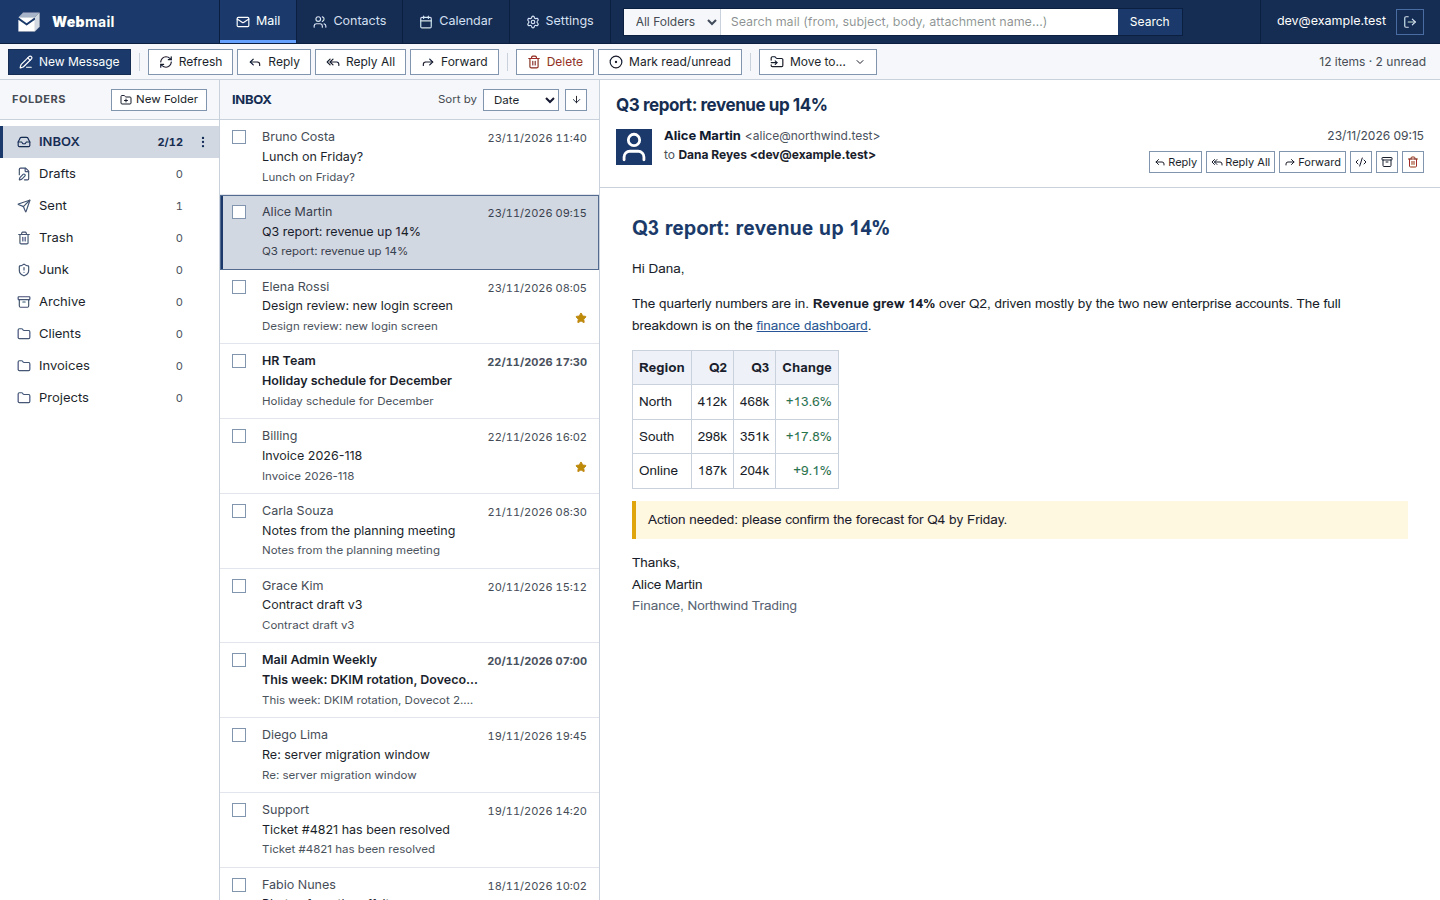 Webmail
Mail
Contacts
Calendar
Settings
All Folders
Search mail (from, subject, body, attachment name...)
Search
dev@example.test
New Message
Refresh
Reply
Reply All
Forward
Delete
Mark read/unread
Move to...
12 items · 2 unread
FOLDERS
New Folder
INBOX 2/12
Drafts 0
Sent 1
Trash 0
Junk 0
Archive 0
Clients 0
Invoices 0
Projects 0
INBOX
Sort by
Date
Bruno Costa 23/11/2026 11:40
Lunch on Friday?
Lunch on Friday?
Alice Martin 23/11/2026 09:15
Q3 report: revenue up 14%
Q3 report: revenue up 14%
Elena Rossi 23/11/2026 08:05
Design review: new login screen
Design review: new login screen
HR Team 22/11/2026 17:30
Holiday schedule for December
Holiday schedule for December
Billing 22/11/2026 16:02
Invoice 2026-118
Invoice 2026-118
Carla Souza 21/11/2026 08:30
Notes from the planning meeting
Notes from the planning meeting
Grace Kim 20/11/2026 15:12
Contract draft v3
Contract draft v3
Mail Admin Weekly 20/11/2026 07:00
This week: DKIM rotation, Doveco...
This week: DKIM rotation, Dovecot 2....
Diego Lima 19/11/2026 19:45
Re: server migration window
Re: server migration window
Support 19/11/2026 14:20
Ticket #4821 has been resolved
Ticket #4821 has been resolved
Fabio Nunes 18/11/2026 10:02
Q3 report: revenue up 14%
Alice Martin <alice@northwind.test> 23/11/2026 09:15
to Dana Reyes <dev@example.test>
Reply
Reply All
Forward
Q3 report: revenue up 14%
Hi Dana,
The quarterly numbers are in. Revenue grew 14% over Q2, driven mostly by the two new enterprise accounts. The full
breakdown is on the finance dashboard.
Region Q2 Q3 Change
North 412k 468k +13.6%
South 298k 351k +17.8%
Online 187k 204k +9.1%
Action needed: please confirm the forecast for Q4 by Friday.
Thanks,
Alice Martin
Finance, Northwind Trading